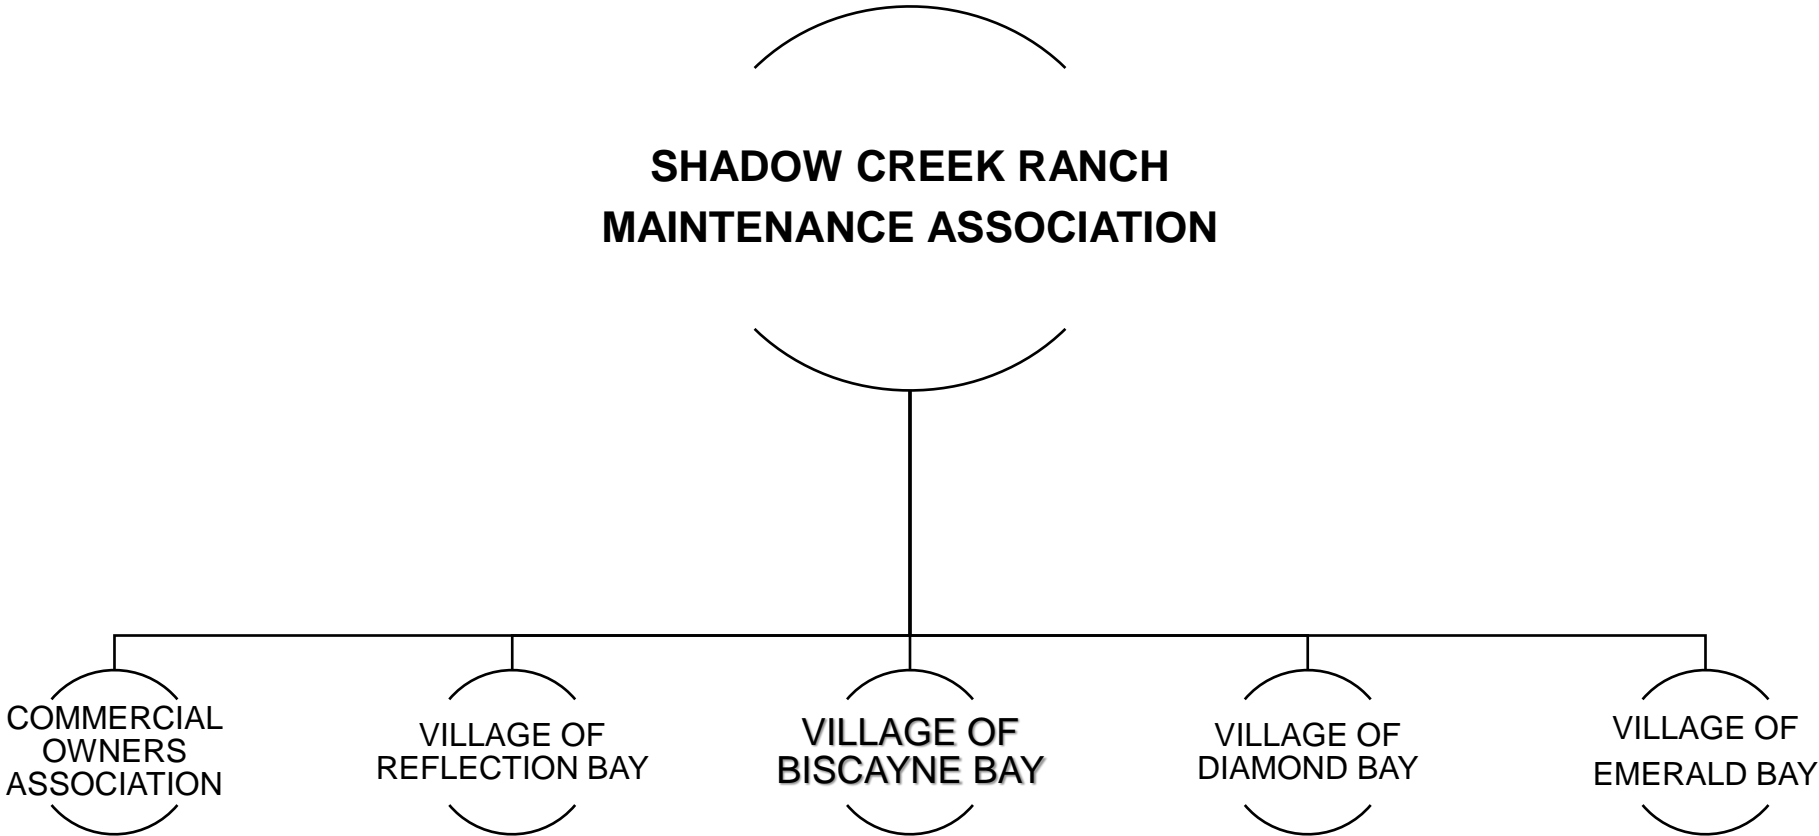 SHADOW CREEK RANCH
MAINTENANCE ASSOCIATION
COMMERCIAL
OWNERS
ASSOCIATION
VILLAGE OF
REFLECTION BAY
VILLAGE OF
BISCAYNE BAY
VILLAGE OF
DIAMOND BAY
VILLAGE OF
EMERALD BAY